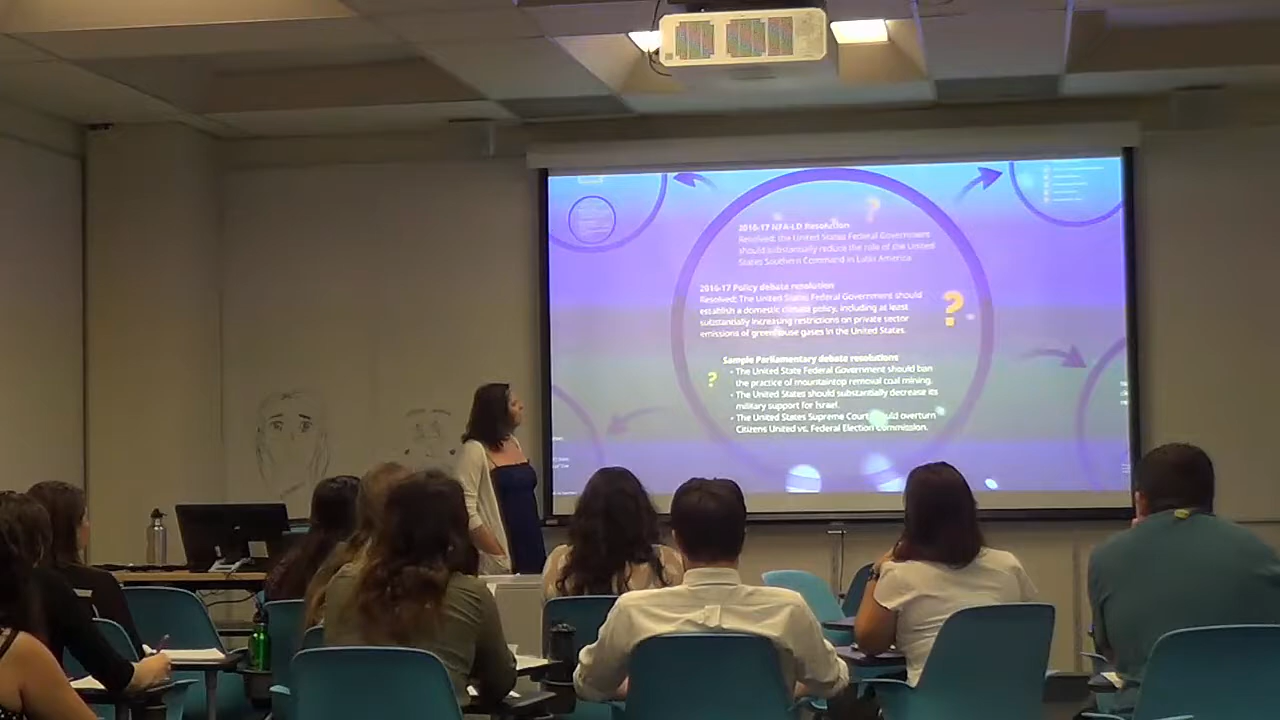 2016-17 NFA-LD Resolution
Resolved: the United States Federal Government
should substantially reduce the role of the United
States Southern Command in Latin America
2016-17 Policy debate resolution
Resolved: The United States Federal Government should
establish a domestic climate policy, including at least
substantially increasing restrictions on private sector
emissions of greenhouse gases in the United States.
?
Sample Parliamentary debate resolutions
?
• The United State Federal Government should ban
the practice of mountaintop removal coal mining.
• The United States should substantially decrease its
military support for Israel.
• The United States Supreme Court should overturn
Citizens United vs. Federal Election Commission.